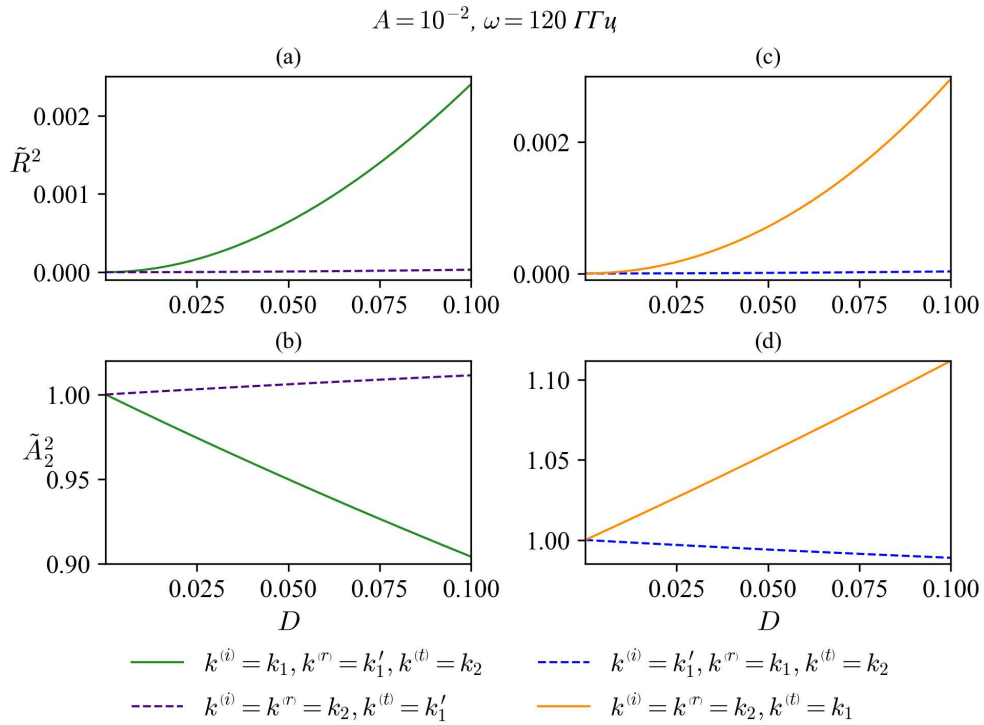 A = 10⁻², ω = 120 ГГц
(a)
(c)
0.002
0.001
0.000
R̃²
0.025 0.050 0.075 0.100
0.002
0.000
0.025 0.050 0.075 0.100
(b)
(d)
1.00
0.95
0.90
Ã₂²
0.025 0.050 0.075 0.100
D
1.10
1.05
1.00
0.025 0.050 0.075 0.100
D
k⁽ⁱ⁾ = k₁, k⁽ʳ⁾ = k₁′, k⁽ᵗ⁾ = k₂
k⁽ⁱ⁾ = k₁′, k⁽ʳ⁾ = k₁, k⁽ᵗ⁾ = k₂
k⁽ⁱ⁾ = k⁽ʳ⁾ = k₂, k⁽ᵗ⁾ = k₁′
k⁽ⁱ⁾ = k⁽ʳ⁾ = k₂, k⁽ᵗ⁾ = k₁